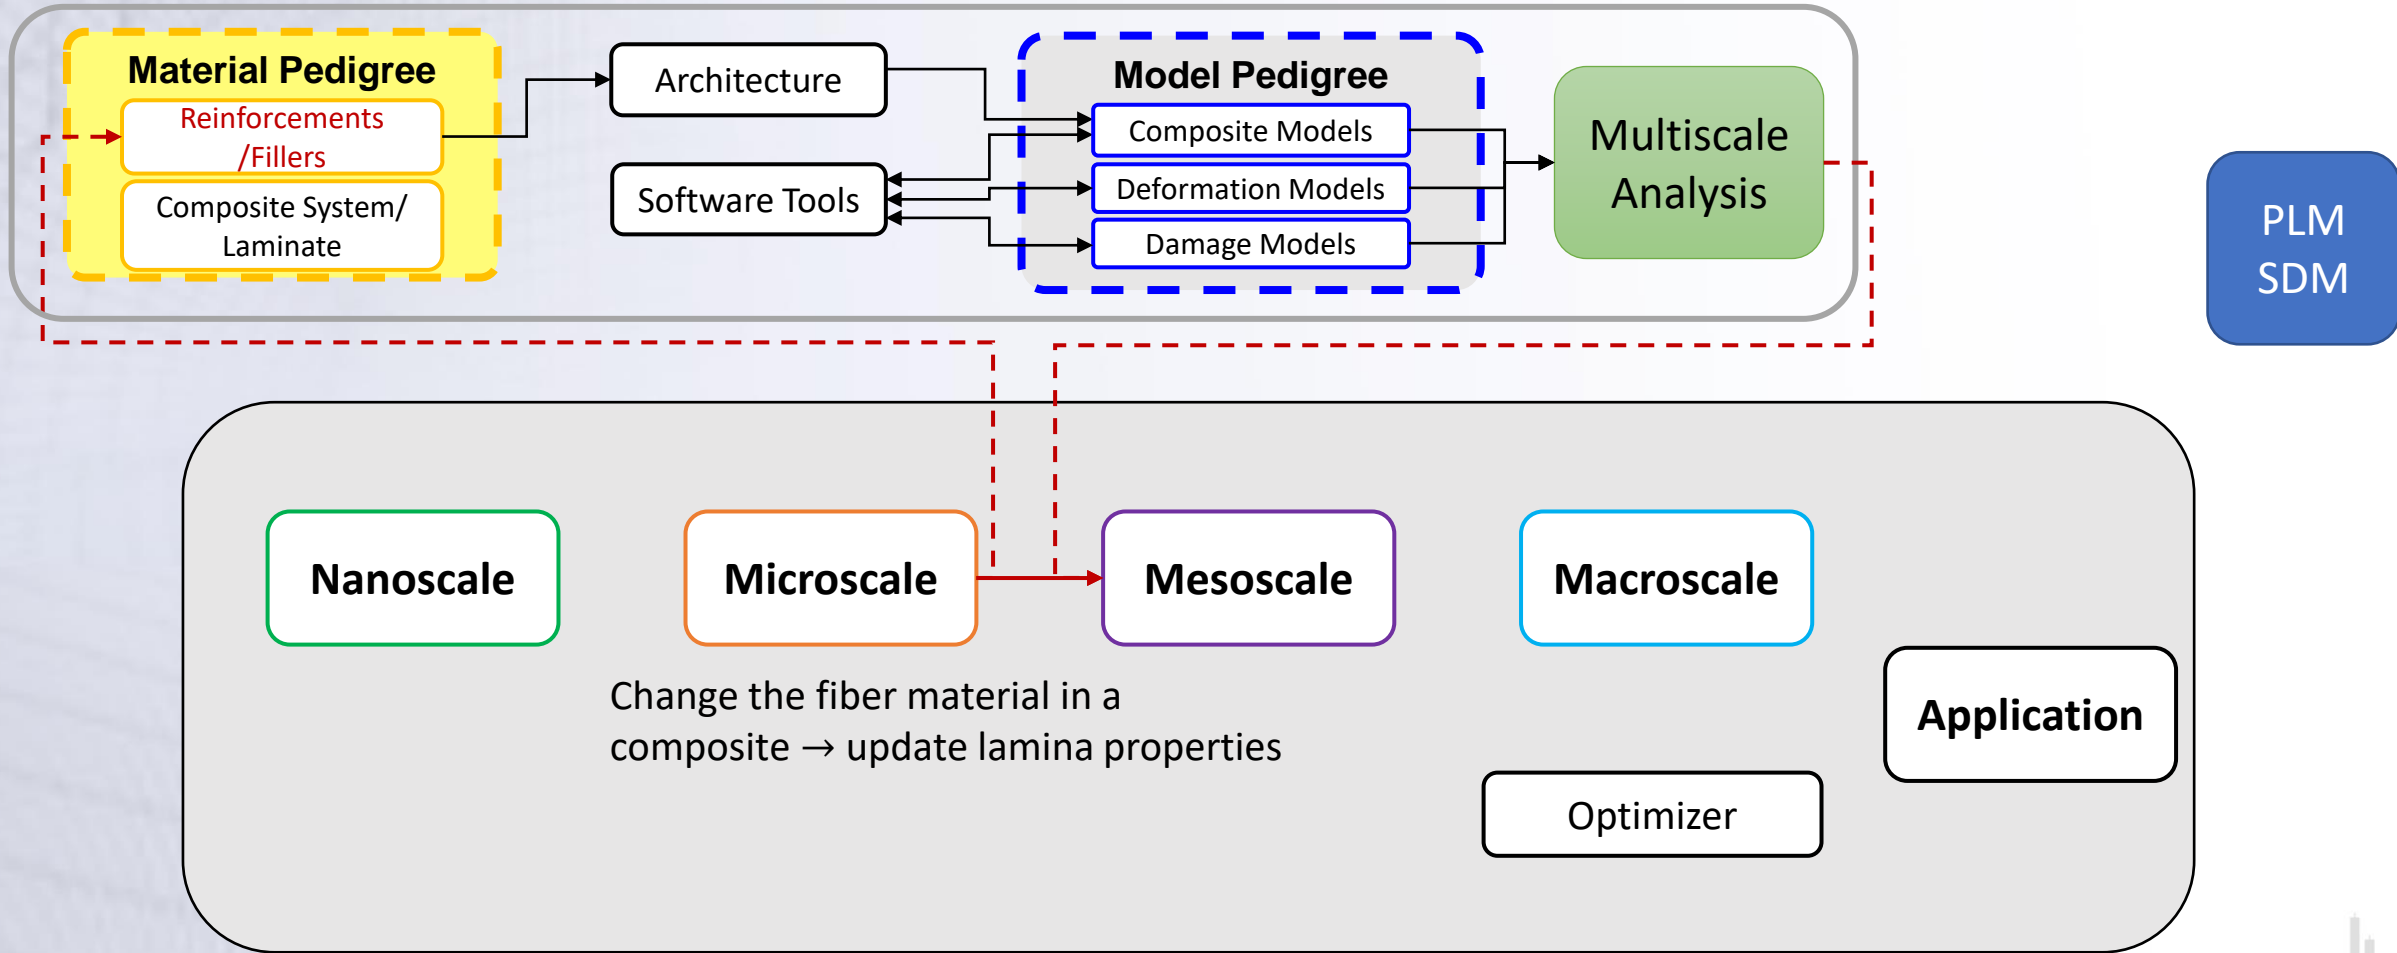 Material Pedigree
Reinforcements
/Fillers
Composite System/
Laminate
Architecture
Software Tools
Model Pedigree
Composite Models
Deformation Models
Damage Models
Multiscale
Analysis
PLM
SDM
Nanoscale
Microscale
Mesoscale
Macroscale
Change the fiber material in a
composite → update lamina properties
Application
Optimizer